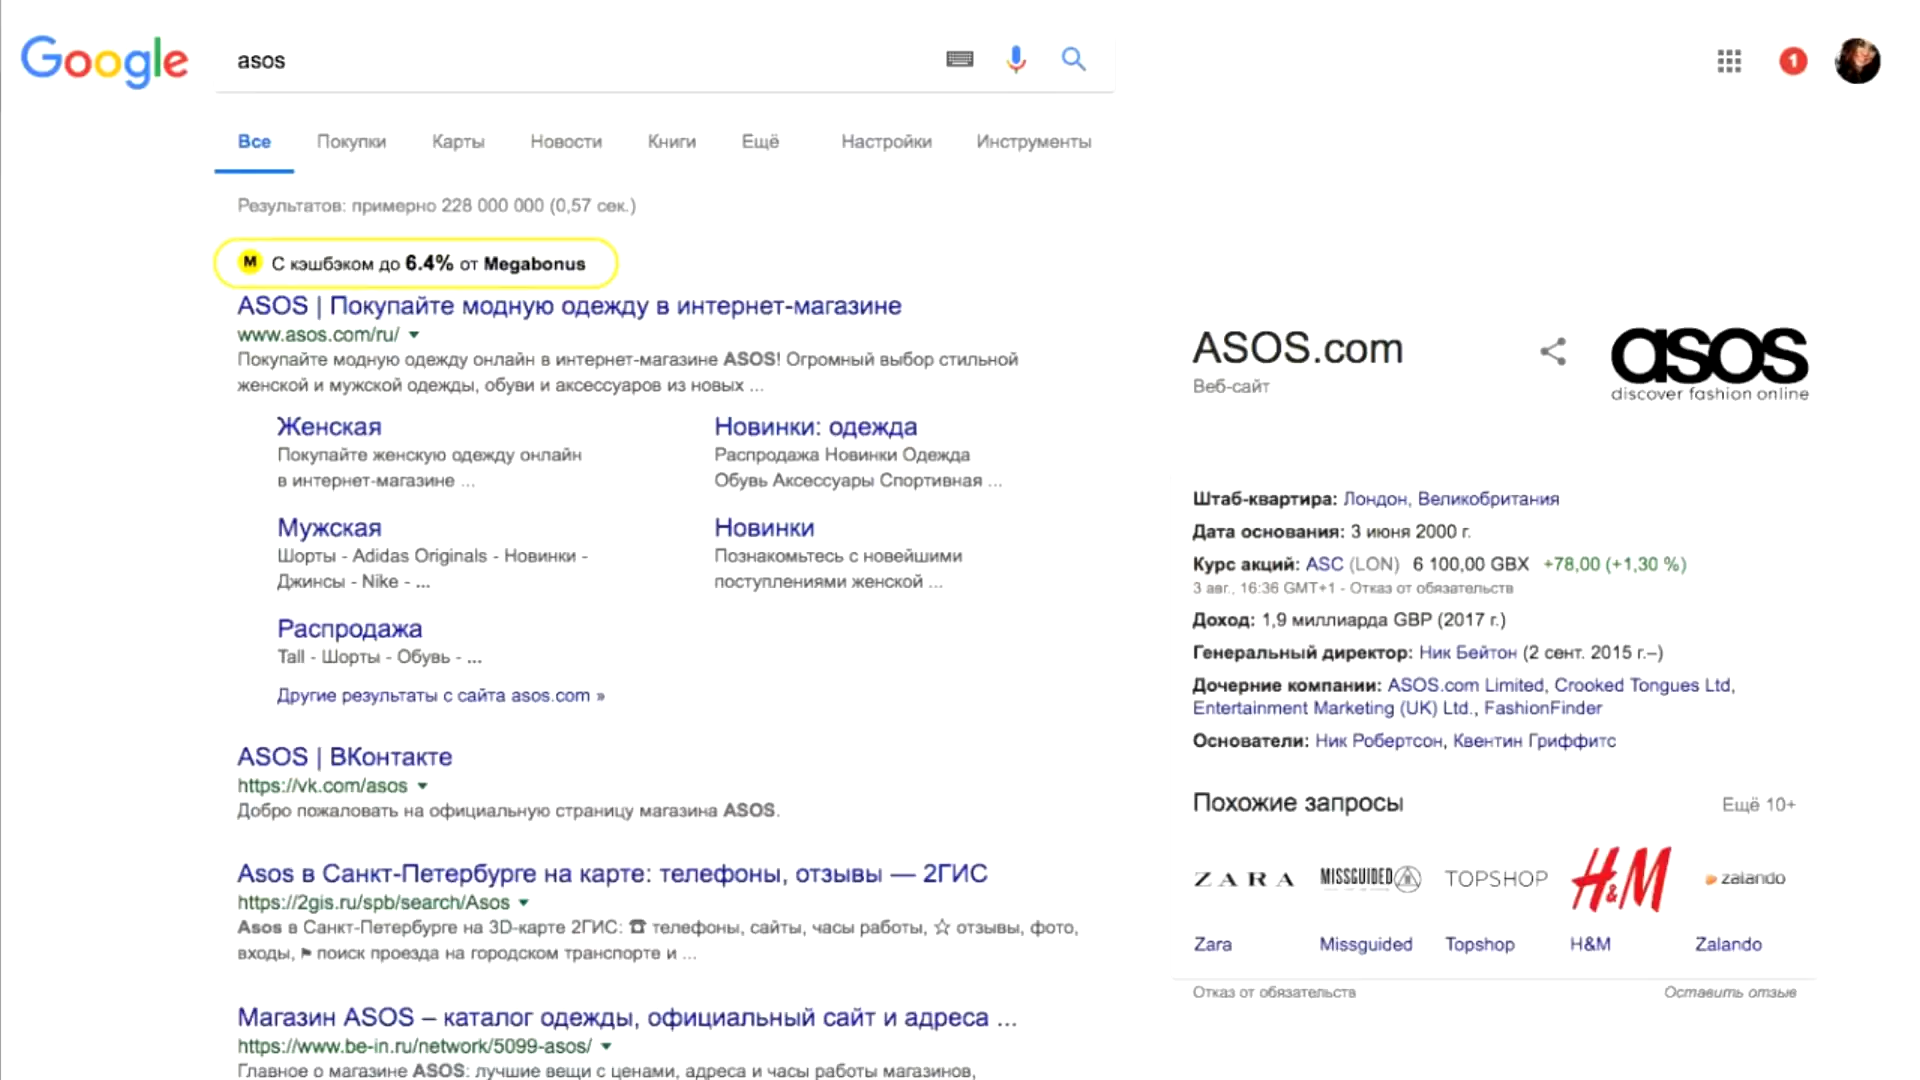 Google
asos
1
Все Покупки Карты Новости Книги Ещё Настройки Инструменты
Результатов: примерно 228 000 000 (0,57 сек.)
M С кэшбэком до 6.4% от Megabonus
ASOS | Покупайте модную одежду в интернет-магазине
www.asos.com/ru/
Покупайте модную одежду онлайн в интернет-магазине ASOS! Огромный выбор стильной
женской и мужской одежды, обуви и аксессуаров из новых ...
Женская
Покупайте женскую одежду онлайн
в интернет-магазине ...
Новинки: одежда
Распродажа Новинки Одежда
Обувь Аксессуары Спортивная ...
Мужская
Шорты - Adidas Originals - Новинки -
Джинсы - Nike - ...
Новинки
Познакомьтесь с новейшими
поступлениями женской ...
Распродажа
Tall - Шорты - Обувь - ...
Другие результаты с сайта asos.com »
ASOS | ВКонтакте
https://vk.com/asos
Добро пожаловать на официальную страницу магазина ASOS.
Asos в Санкт-Петербурге на карте: телефоны, отзывы — 2ГИС
https://2gis.ru/spb/search/Asos
Asos в Санкт-Петербурге на 3D-карте 2ГИС: ☎ телефоны, сайты, часы работы, ☆ отзывы, фото,
входы, ⚑ поиск проезда на городском транспорте и ...
Магазин ASOS – каталог одежды, официальный сайт и адреса ...
https://www.be-in.ru/network/5099-asos/
Главное о магазине ASOS: лучшие вещи с ценами, адреса и часы работы магазинов,
ASOS.com
Веб-сайт
asos
discover fashion online
Штаб-квартира: Лондон, Великобритания
Дата основания: 3 июня 2000 г.
Курс акций: ASC (LON) 6 100,00 GBX +78,00 (+1,30 %)
3 авг., 16:36 GMT+1 - Отказ от обязательств
Доход: 1,9 миллиарда GBP (2017 г.)
Генеральный директор: Ник Бейтон (2 сент. 2015 г.–)
Дочерние компании: ASOS.com Limited, Crooked Tongues Ltd,
Entertainment Marketing (UK) Ltd., FashionFinder
Основатели: Ник Робертсон, Квентин Гриффитс
Похожие запросы Ещё 10+
ZARA MISSGUIDED TOPSHOP H&M zalando
Zara Missguided Topshop H&M Zalando
Отказ от обязательств Оставить отзыв